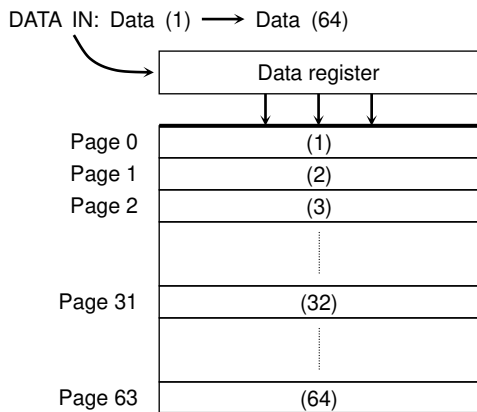 DATA IN: Data (1) Data (64)
Data register
Page 0 (1)
Page 1 (2)
Page 2 (3)
Page 31 (32)
Page 63 (64)